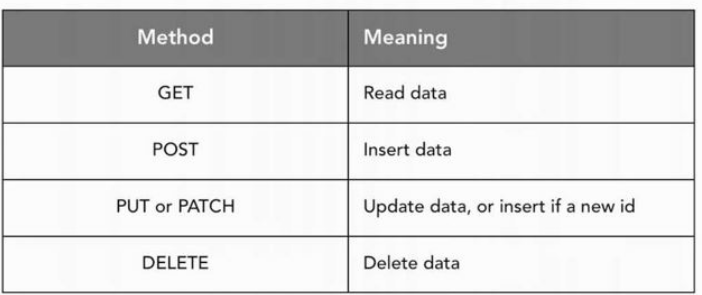 Method Meaning
GET Read data
POST Insert data
PUT or PATCH Update data, or insert if a new id
DELETE Delete data